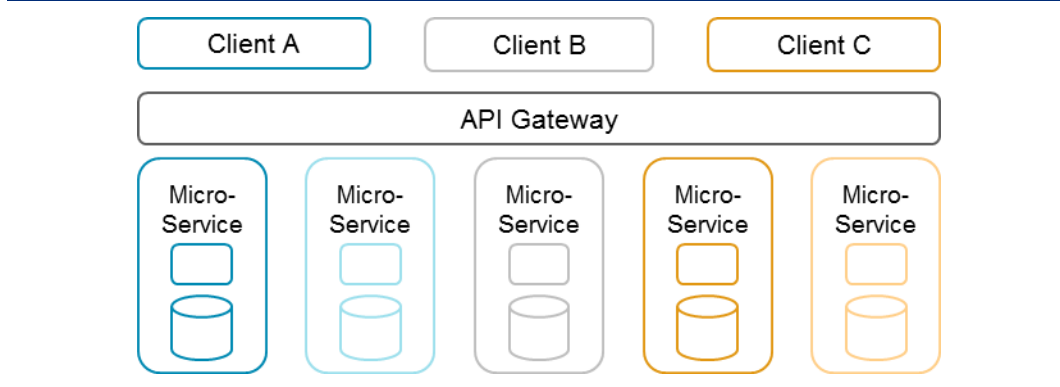 Client A
Client B
Client C
API Gateway
Micro-
Service
Micro-
Service
Micro-
Service
Micro-
Service
Micro-
Service